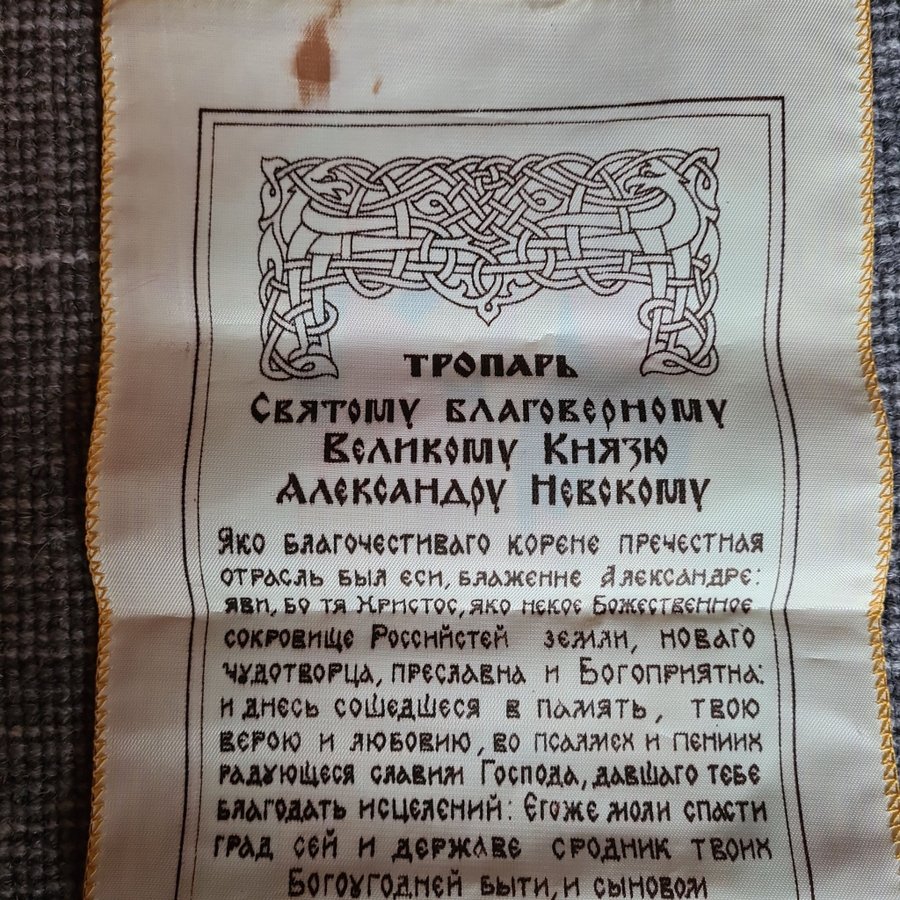 ТРОПАРЬ
Святому благоверному
Великому Князю
Александру Невскому
Яко благочестиваго корене пречестная
отрасль был еси, блаженне Александре:
яви, бо тя Христос, яко некое Божественное
сокровище Российстей земли, новаго
чудотворца, преславна и Богоприятна:
и днесь сошедшеся в память, твою
верою и любовию, во псалмех и пениих
радующеся славим Господа, давшаго тебе
благодать исцелений: Егоже моли спасти
град сей и державе сродник твоих
Богоугодней быти, и сыновом